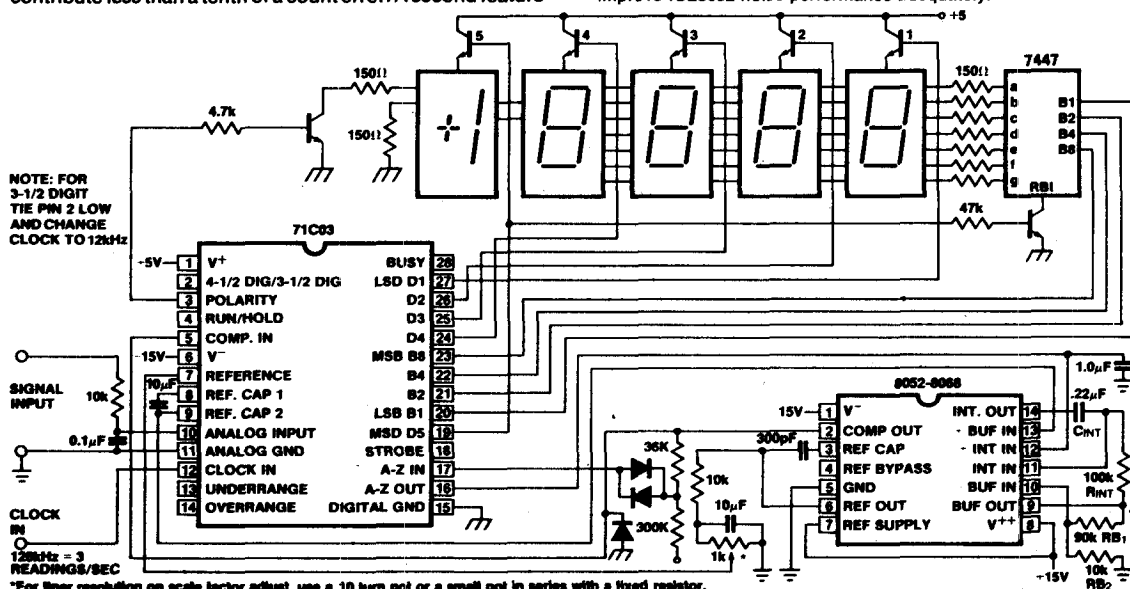 contribute less than a tenth of a count error. A second feature
improve 1CL8052 noise performance adequately.
+5
5
4
3
2
1
7447
150Ω
150Ω
a
b
c
d
e
f
g
B1
B2
B4
B8
RBI
4.7k
150Ω
47k
NOTE: FOR
3-1/2 DIGIT
TIE PIN 2 LOW
AND CHANGE
CLOCK TO 12kHz
71C03
-5V
1 V+
2 4-1/2 DIG/3-1/2 DIG
3 POLARITY
4 RUN/HOLD
5 COMP. IN
15V
6 V-
7 REFERENCE
10µF
8 REF. CAP 1
9 REF. CAP 2
10 ANALOG INPUT
11 ANALOG GND
12 CLOCK IN
13 UNDERRANGE
14 OVERRANGE
BUSY 28
LSD D1 27
D2 26
D3 25
D4 24
MSB B8 23
B4 22
B2 21
LSB B1 20
MSD D5 19
STROBE 18
A-Z IN 17
A-Z OUT 16
DIGITAL GND 15
SIGNAL
INPUT
10k
0.1µF
CLOCK
IN
120kHz = 3
READINGS/SEC
36K
300K
300pF
10k
10µF
1k *
8052-8068
15V
1 V-
2 COMP OUT
3 REF CAP
4 REF BYPASS
5 GND
6 REF OUT
7 REF SUPPLY
INT. OUT 14
- BUF IN 13
- INT IN 12
INT IN 11
BUF IN 10
BUF OUT 9
V++ 8
1.0µF
.22µF
CINT
100k
RINT
90k RB1
10k
RB2
-15V
*For finer resolution on scale factor adjust, use a 10 turn pot or a small pot in series with a fixed resistor.